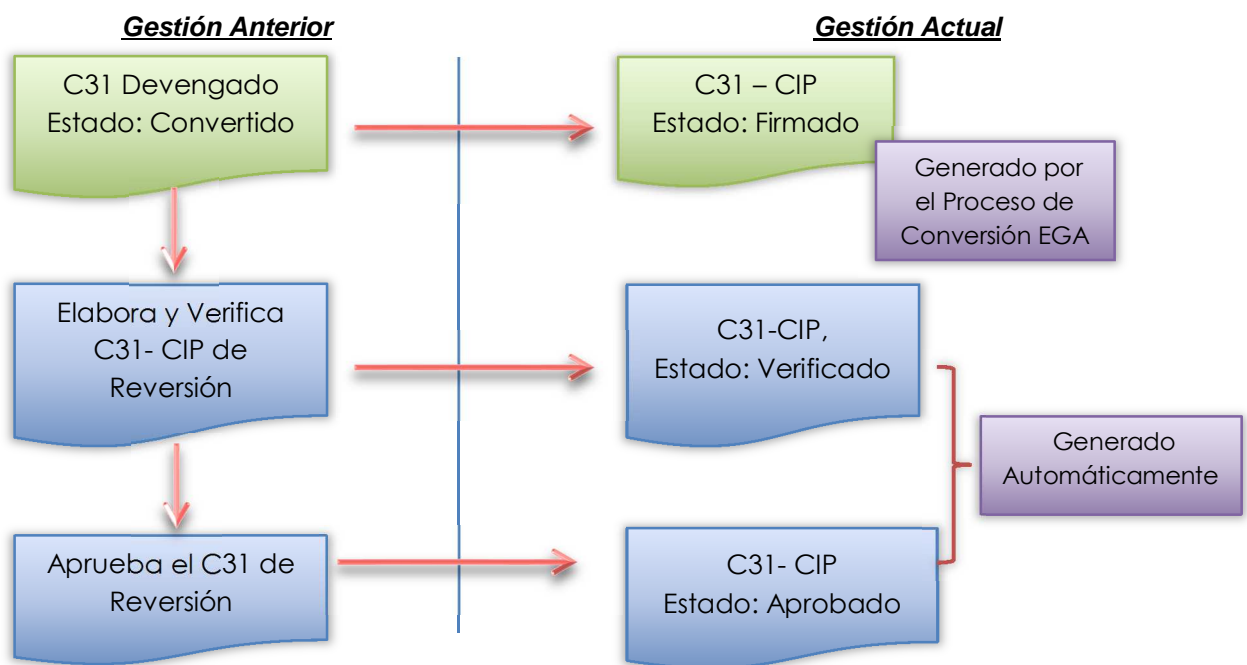 Gestión Anterior
Gestión Actual
C31 Devengado
Estado: Convertido
C31 – CIP
Estado: Firmado
Generado por
el Proceso de
Conversión EGA
Elabora y Verifica
C31- CIP de
Reversión
C31-CIP,
Estado: Verificado
Generado
Automáticamente
Aprueba el C31 de
Reversión
C31- CIP
Estado: Aprobado